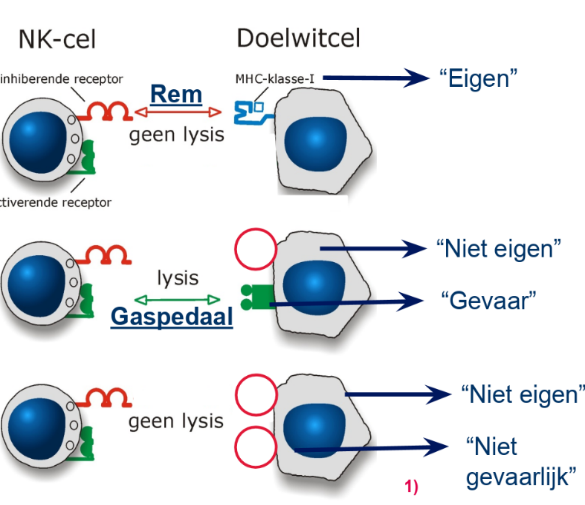 NK-cel
Doelwitcel
inhiberende receptor
MHC-klasse-I
"Eigen"
Rem
geen lysis
ctiverende receptor
"Niet eigen"
lysis
"Gevaar"
Gaspedaal
"Niet eigen"
geen lysis
"Niet
gevaarlijk"
1)